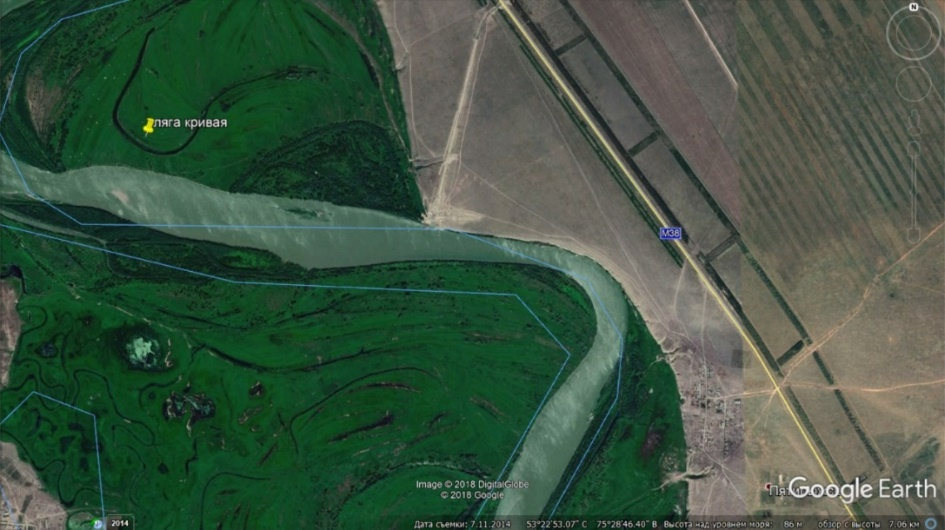 N
ляга кривая
M38
Image © 2018 DigitalGlobe
© 2018 Google
Google Earth
2014
Дата съемки: 7.11.2014 53°22'53.07" С 75°28'46.40" В Высота над уровнем моря: 86 м обзор с высоты 7.06 км